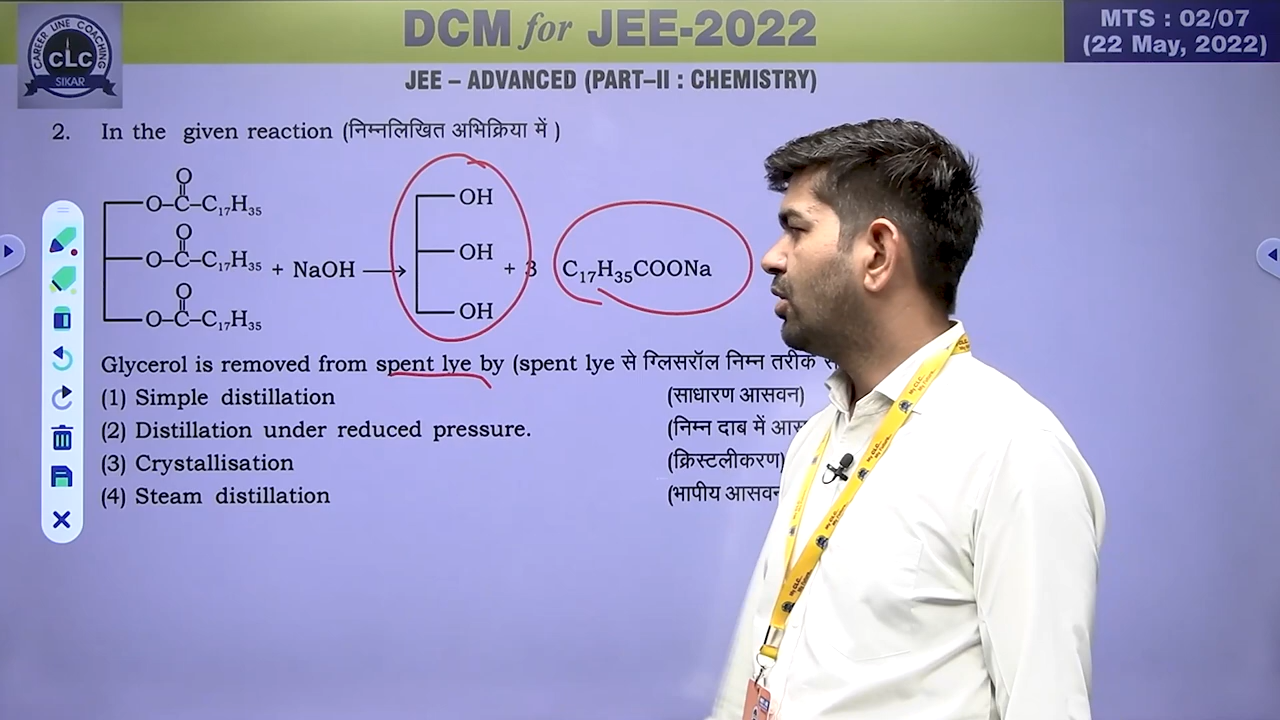 DCM for JEE-2022
MTS : 02/07
(22 May, 2022)
CAREER LINE COACHING
CLC
SIKAR
JEE – ADVANCED (PART–II : CHEMISTRY)
2. In the given reaction (निम्नलिखित अभिक्रिया में )
O
O–C–C₁₇H₃₅
O
O–C–C₁₇H₃₅ + NaOH
O
O–C–C₁₇H₃₅
OH
OH
OH
+ 3 C₁₇H₃₅COONa
Glycerol is removed from spent lye by (spent lye से ग्लिसरॉल निम्न तरीके
(1) Simple distillation (साधारण आसवन)
(2) Distillation under reduced pressure. (निम्न दाब में
(3) Crystallisation (क्रिस्टलीकरण)
(4) Steam distillation (भापीय आसवन